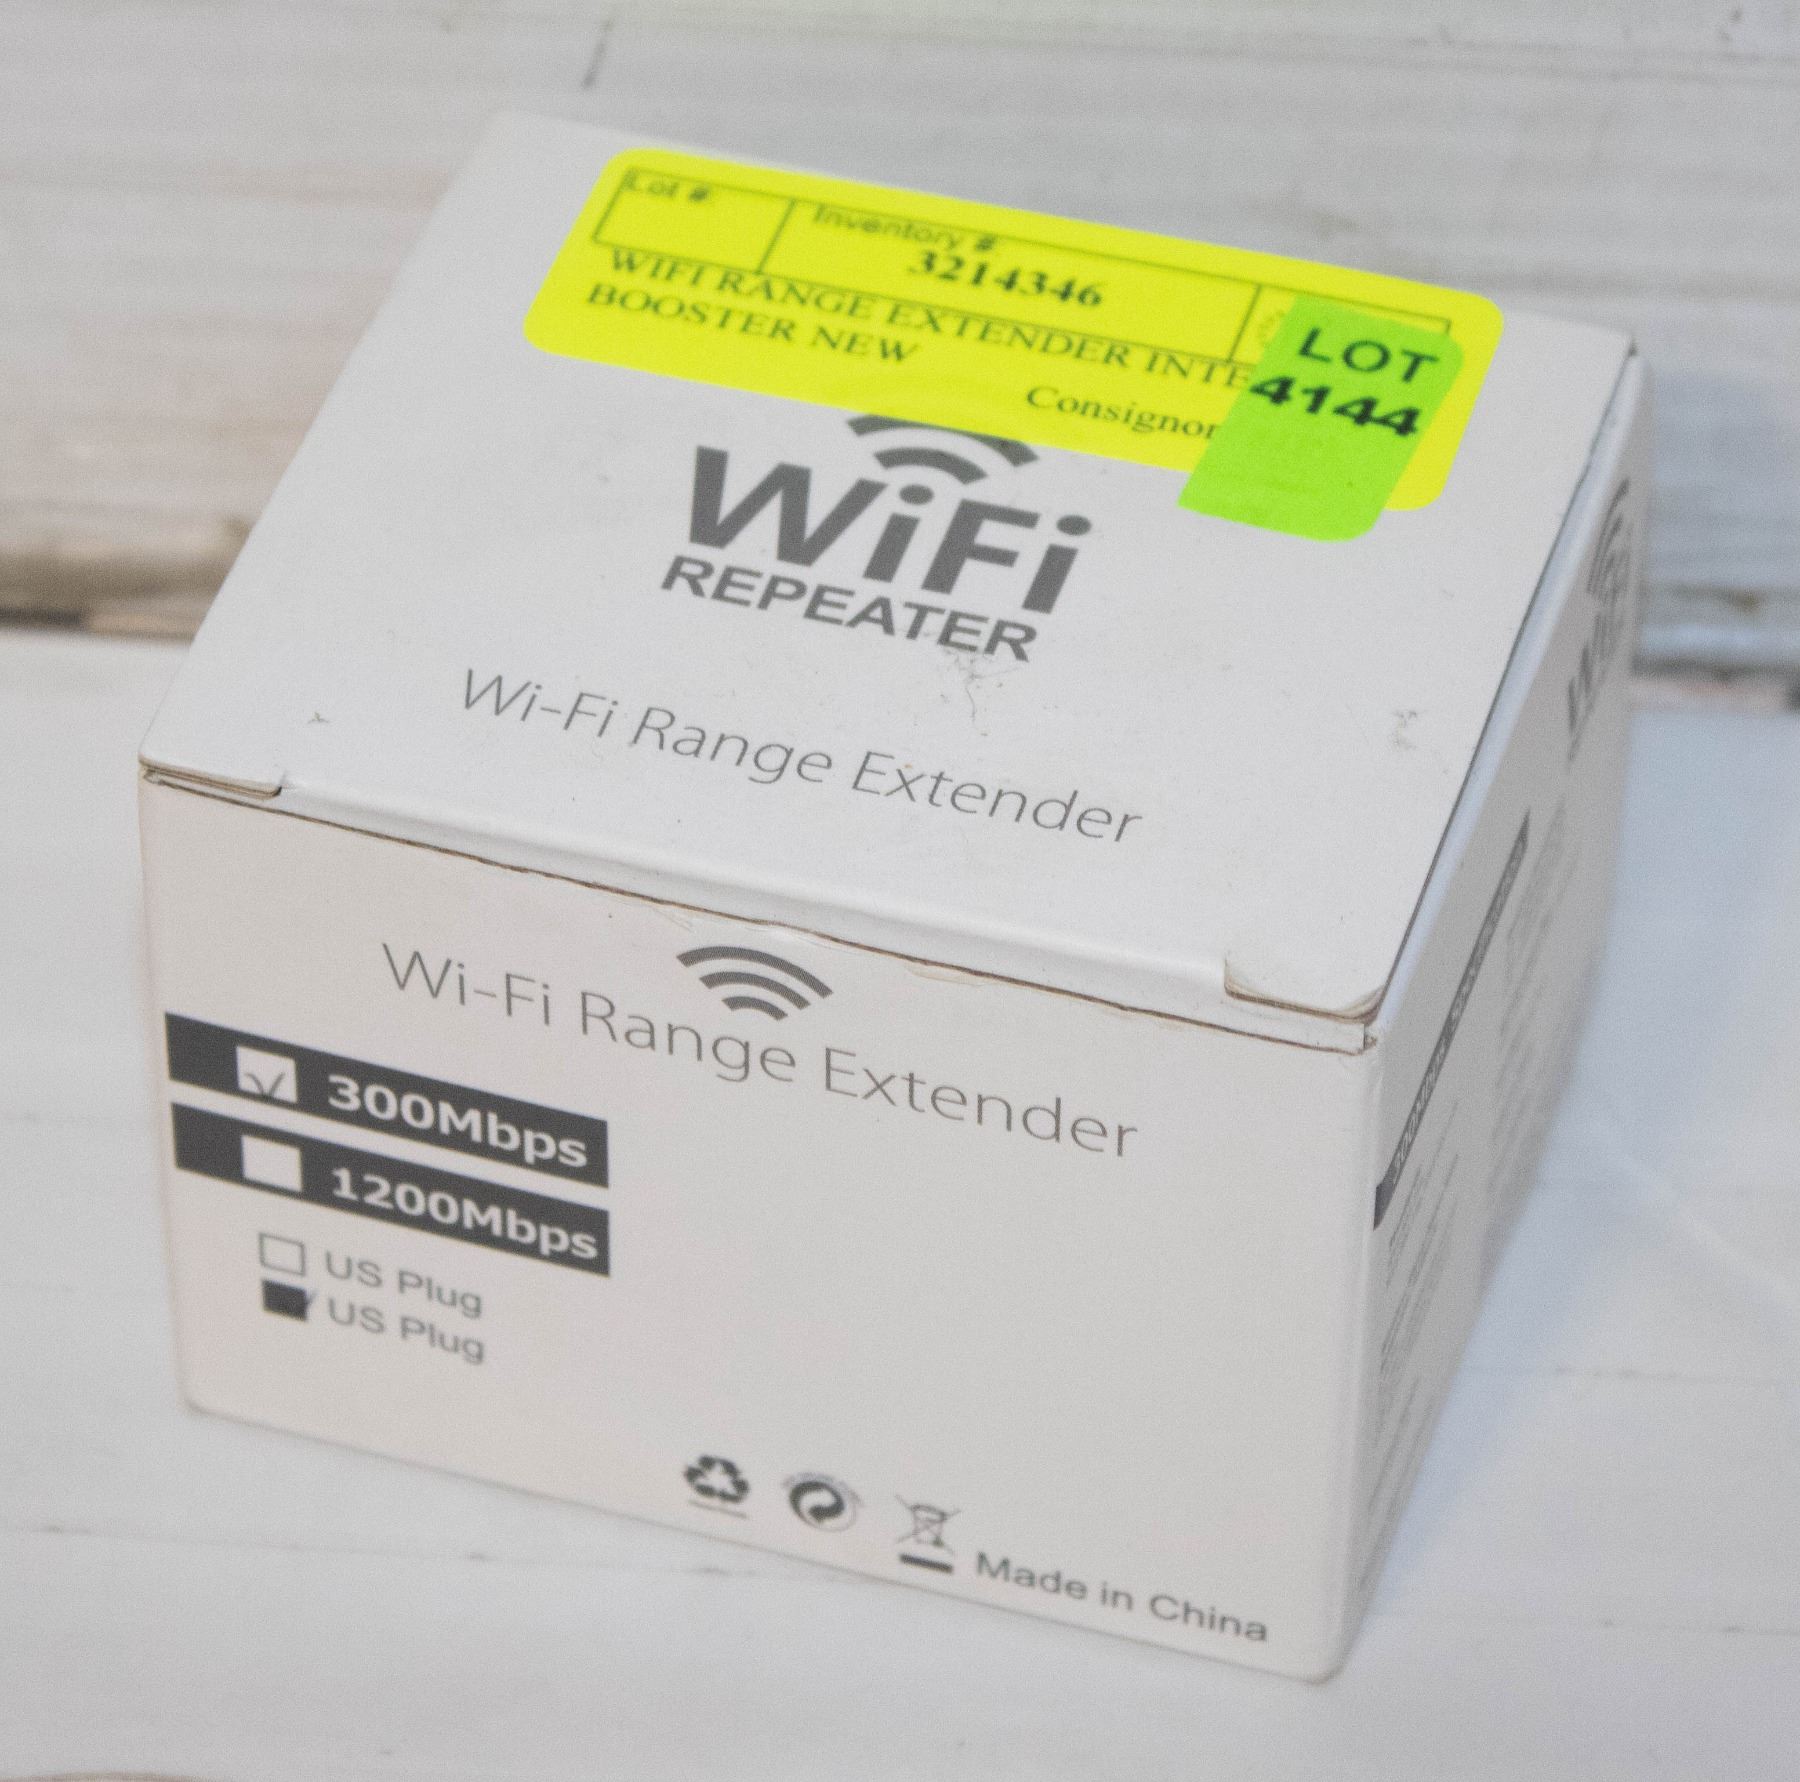 Lot #:
Inventory #
3214346
WIFI RANGE EXTENDER INTE
BOOSTER NEW
Consignor
LOT
4144
WiFi
REPEATER
Wi-Fi Range Extender
Wi-Fi Range Extender
300Mbps
1200Mbps
US Plug
US Plug
Made in China